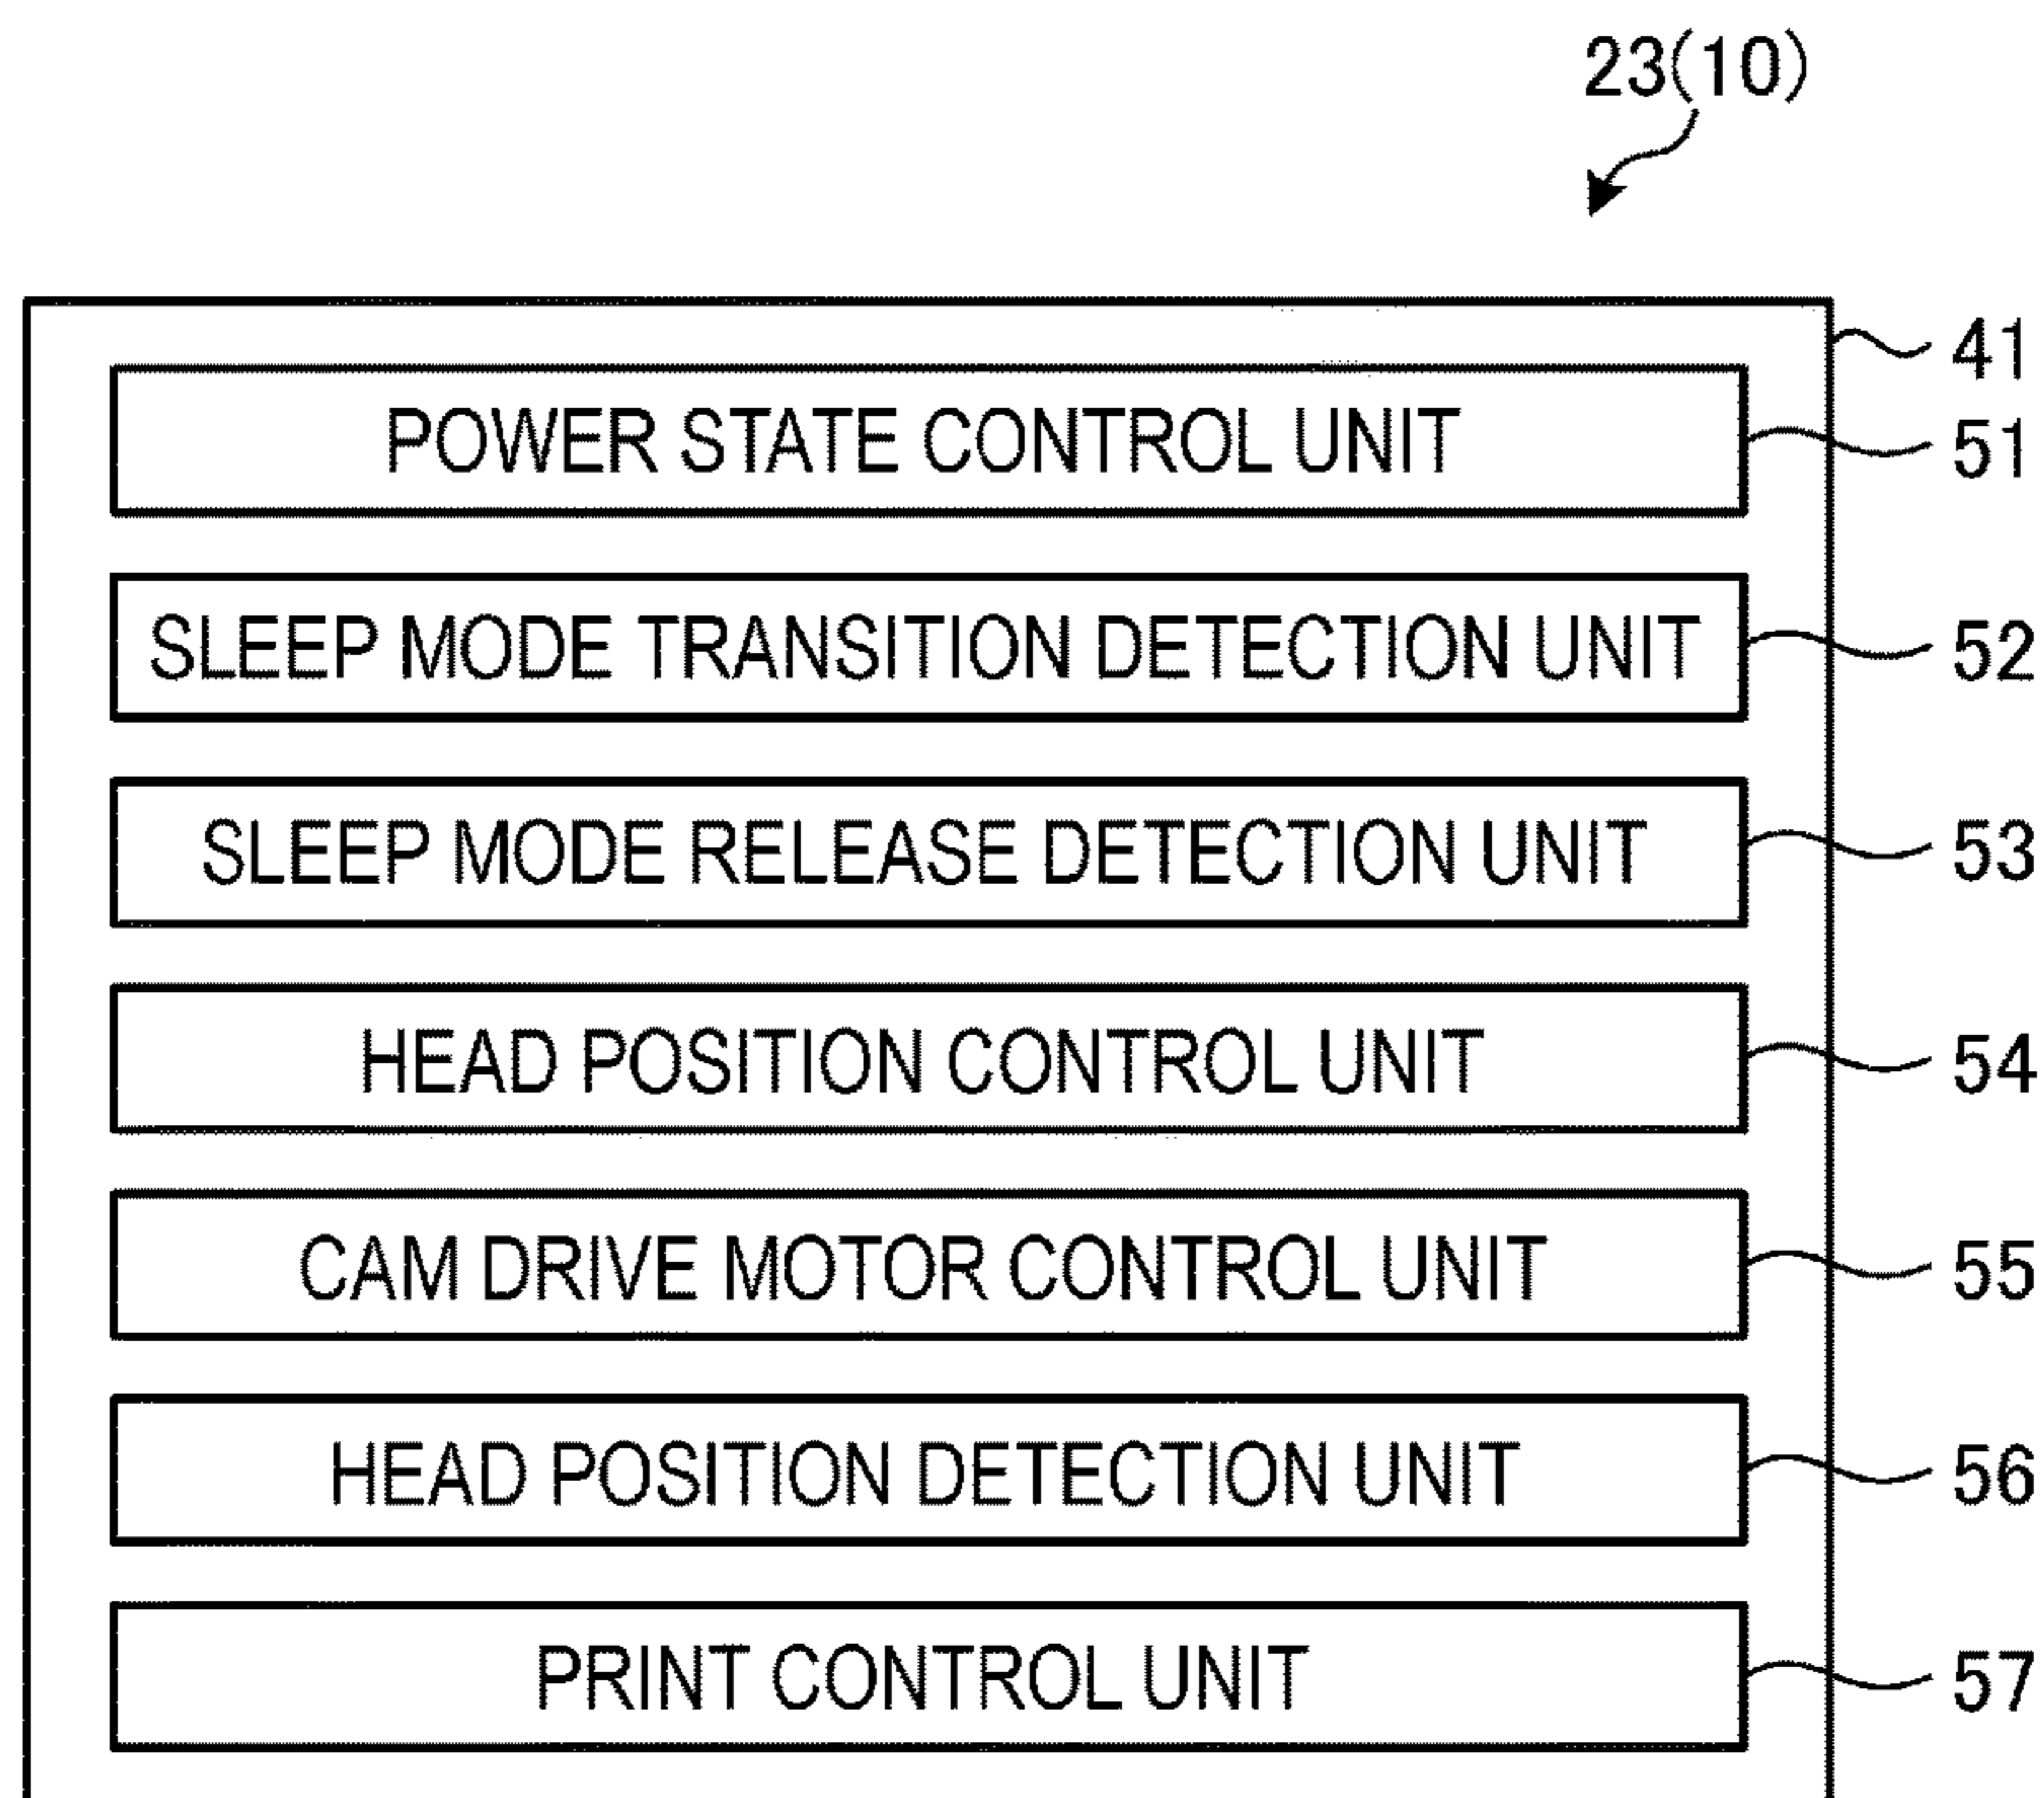 23(10)
41
POWER STATE CONTROL UNIT 51
SLEEP MODE TRANSITION DETECTION UNIT 52
SLEEP MODE RELEASE DETECTION UNIT 53
HEAD POSITION CONTROL UNIT 54
CAM DRIVE MOTOR CONTROL UNIT 55
HEAD POSITION DETECTION UNIT 56
PRINT CONTROL UNIT 57